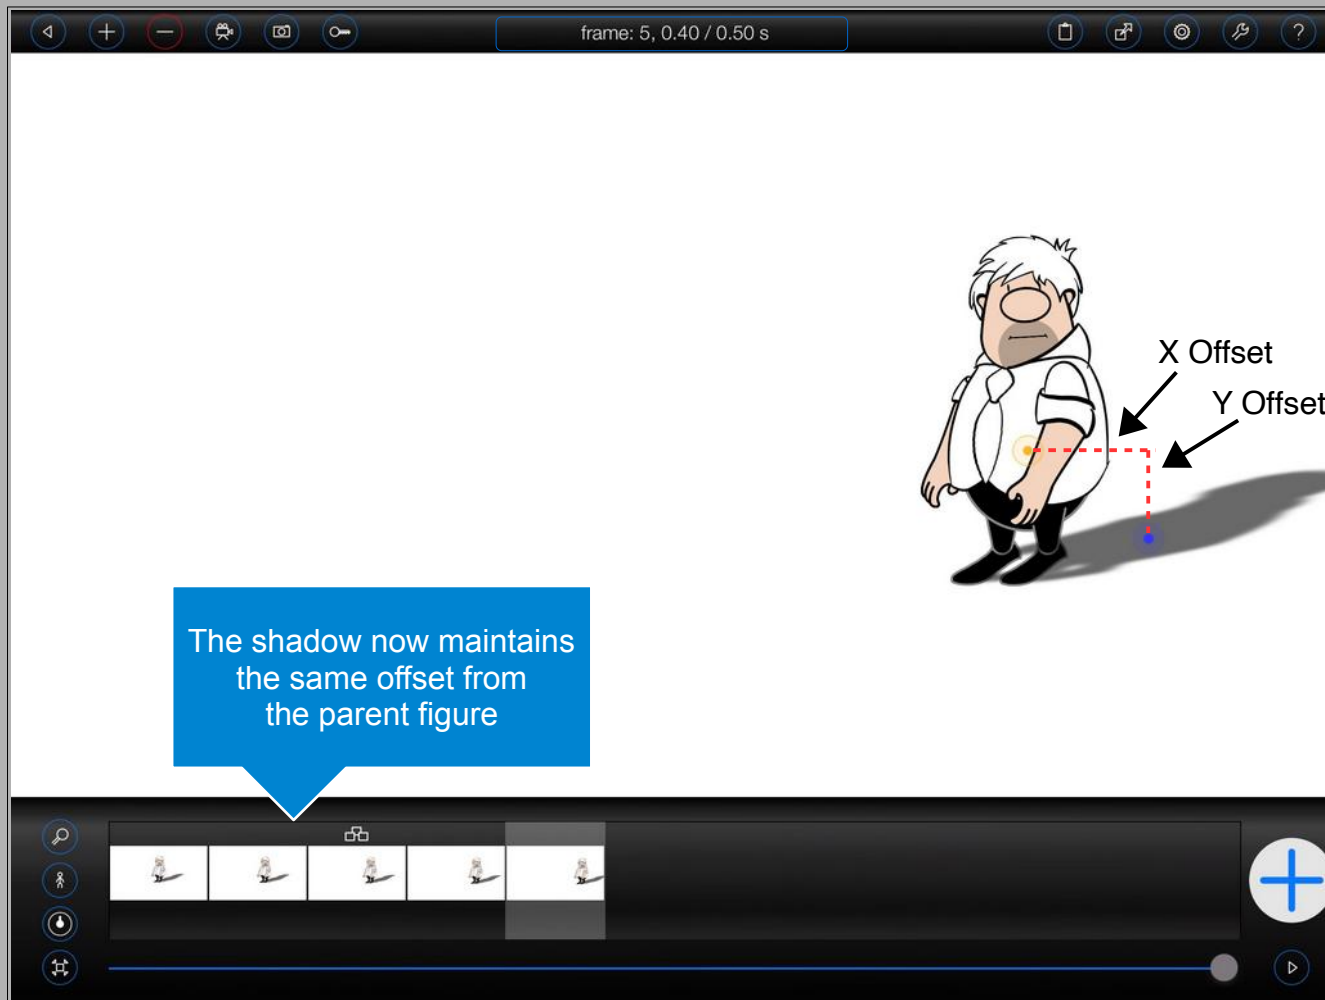 frame: 5, 0.40 / 0.50 s
?
X Offset
Y Offset
The shadow now maintains
the same offset from
the parent figure